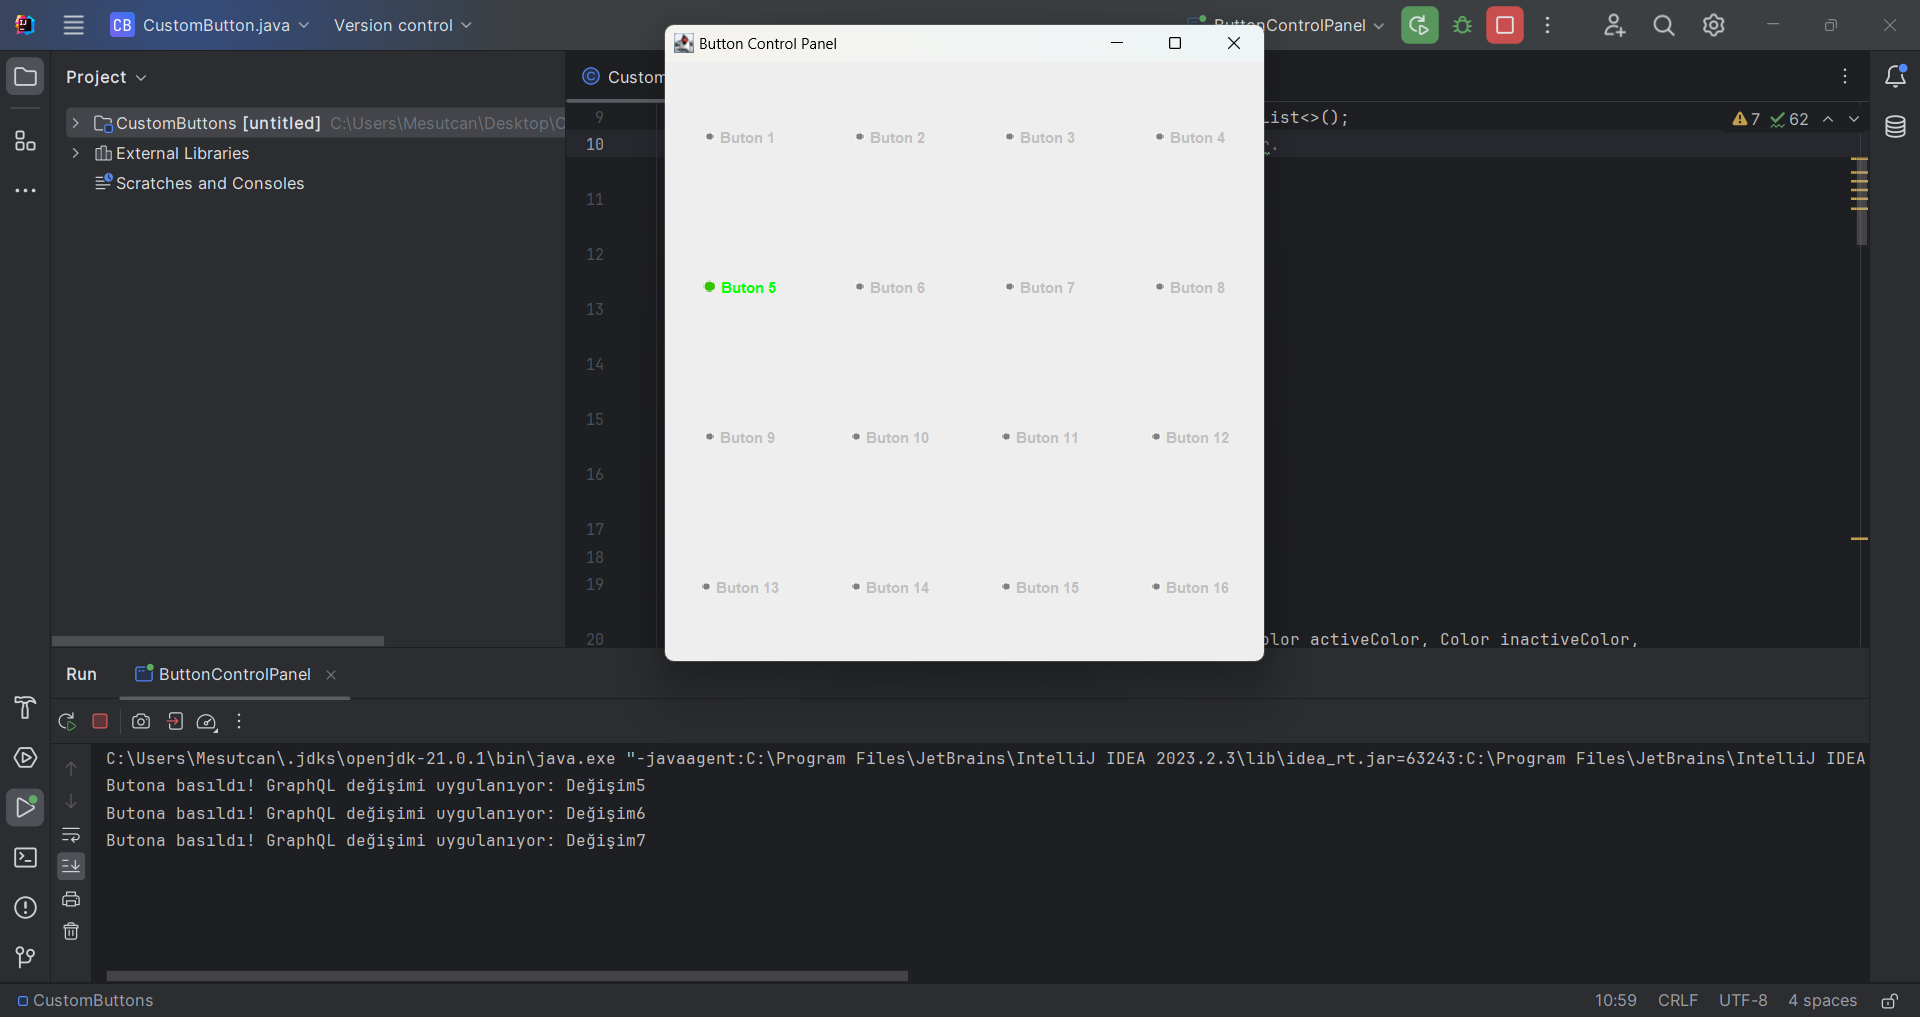 CB CustomButton.java Version control
ControlPanel
Project
CustomButtons [untitled] C:\Users\Mesutcan\Desktop\C
External Libraries
Scratches and Consoles
Custom
7 62
9 List<>();
10
11
12
13
14
15
16
17
18
19
20 olor activeColor, Color inactiveColor,
Button Control Panel
Buton 1 Buton 2 Buton 3 Buton 4
Buton 5 Buton 6 Buton 7 Buton 8
Buton 9 Buton 10 Buton 11 Buton 12
Buton 13 Buton 14 Buton 15 Buton 16
Run ButtonControlPanel
C:\Users\Mesutcan\.jdks\openjdk-21.0.1\bin\java.exe "-javaagent:C:\Program Files\JetBrains\IntelliJ IDEA 2023.2.3\lib\idea_rt.jar=63243:C:\Program Files\JetBrains\IntelliJ IDEA
Butona basıldı! GraphQL değişimi uygulanıyor: Değişim5
Butona basıldı! GraphQL değişimi uygulanıyor: Değişim6
Butona basıldı! GraphQL değişimi uygulanıyor: Değişim7
CustomButtons
10:59 CRLF UTF-8 4 spaces